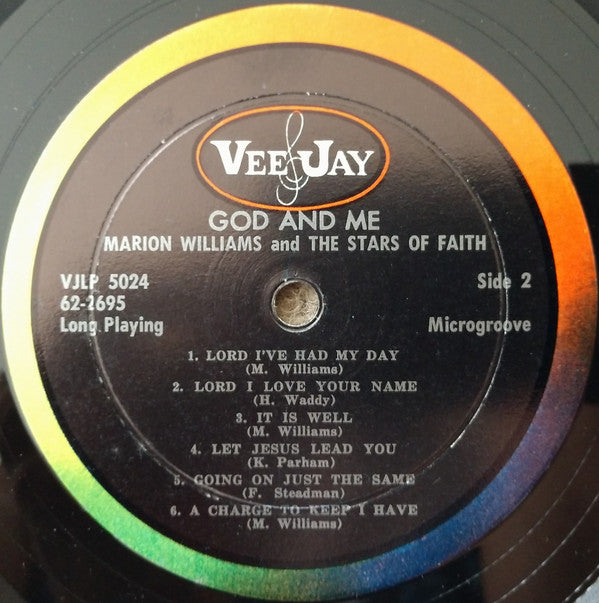 VEE JAY
GOD AND ME
MARION WILLIAMS and THE STARS OF FAITH
VJLP 5024
62-2695
Long Playing
Side 2
Microgroove
1. LORD I'VE HAD MY DAY
(M. Williams)
2. LORD I LOVE YOUR NAME
(H. Waddy)
3. IT IS WELL
(M. Williams)
4. LET JESUS LEAD YOU
(K. Parham)
5. GOING ON JUST THE SAME
(F. Steadman)
6. A CHARGE TO KEEP I HAVE
(M. Williams)